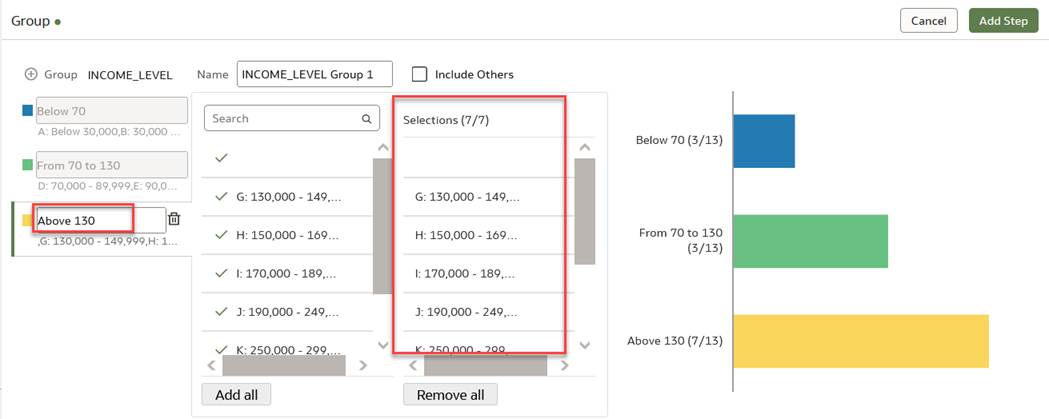 Group
Cancel
Add Step
Group INCOME_LEVEL
Name INCOME_LEVEL Group 1
Include Others
Below 70
A: Below 30,000,B: 30,000 ...
From 70 to 130
D: 70,000 - 89,999,E: 90,0...
Above 130
,G: 130,000 - 149,999,H: 1...
Search
G: 130,000 - 149,...
H: 150,000 - 169...
I: 170,000 - 189,...
J: 190,000 - 249,...
K: 250,000 - 299,...
Add all
Selections (7/7)
G: 130,000 - 149,...
H: 150,000 - 169...
I: 170,000 - 189,...
J: 190,000 - 249,...
K: 250,000 - 299,...
Remove all
Below 70 (3/13)
From 70 to 130
(3/13)
Above 130 (7/13)